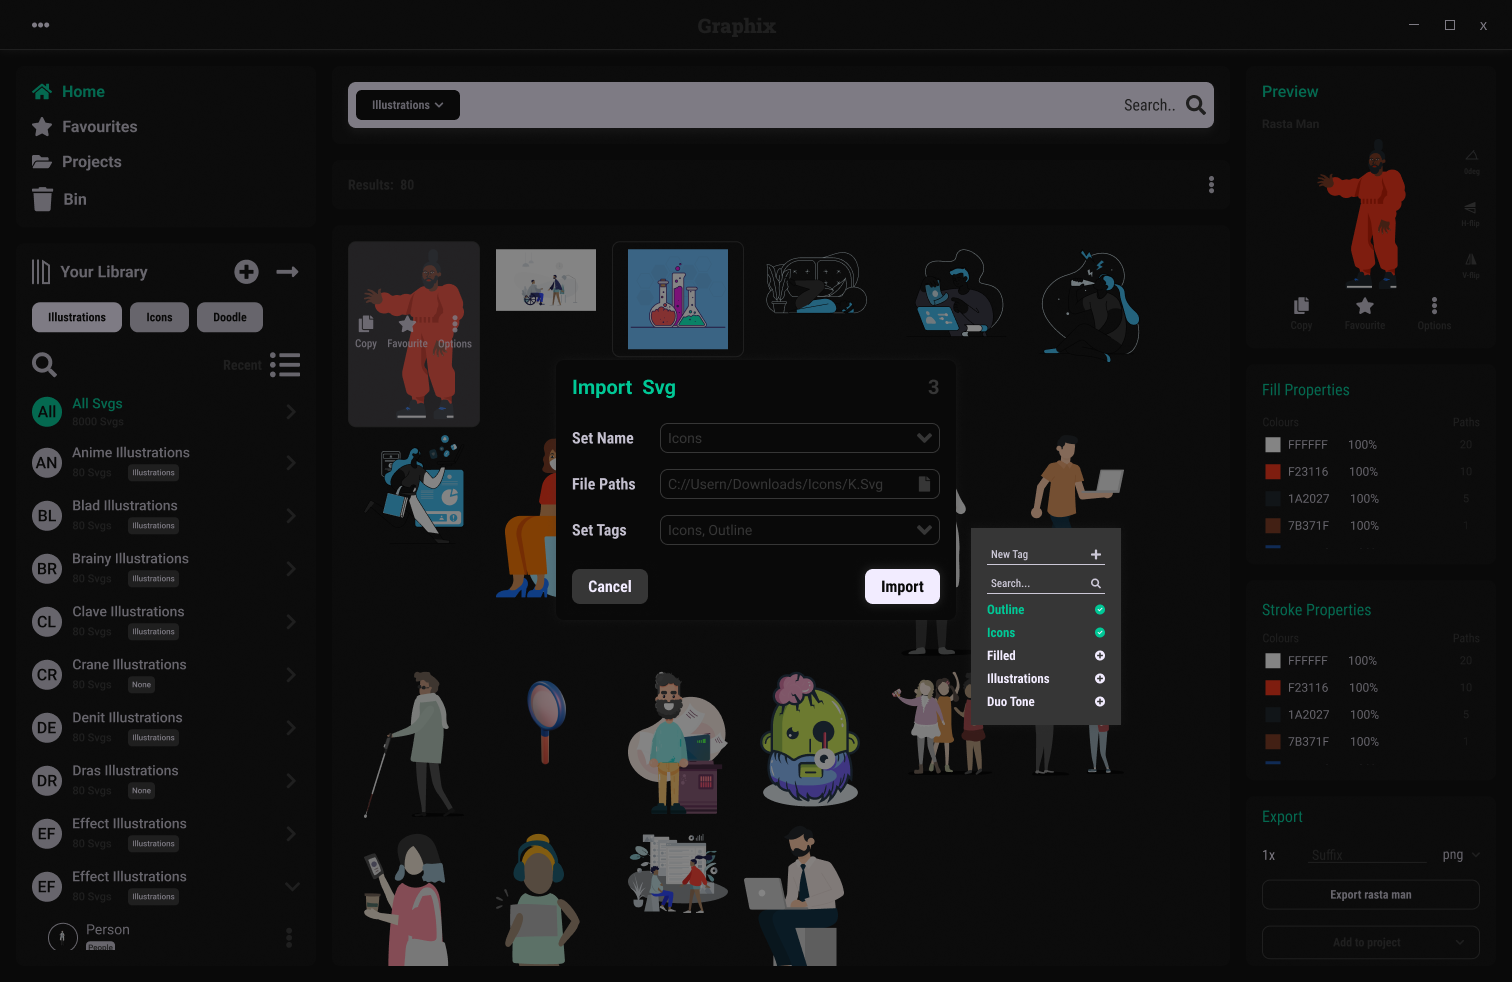 Graphix
x
Home
Favourites
Projects
Bin
Your Library
Illustrations Icons Doodle
Recent
All All Svgs
8000 Svgs
AN Anime Illustrations
80 Svgs Illustrations
BL Blad Illustrations
80 Svgs Illustrations
BR Brainy Illustrations
80 Svgs Illustrations
CL Clave Illustrations
80 Svgs Illustrations
CR Crane Illustrations
80 Svgs None
DE Denit Illustrations
80 Svgs Illustrations
DR Dras Illustrations
80 Svgs None
EF Effect Illustrations
80 Svgs Illustrations
EF Effect Illustrations
80 Svgs Illustrations
Person
People
Illustrations Search..
Results: 80
Copy Favourite Options
Import Svg 3
Set Name Icons
File Paths C://Usern/Downloads/Icons/K.Svg
Set Tags Icons, Outline
Cancel Import
New Tag
Search...
Outline
Icons
Filled
Illustrations
Duo Tone
Preview
Rasta Man
0deg
H-flip
V-flip
Copy Favourite Options
Fill Properties
Colours Paths
FFFFFF 100% 20
F23116 100% 10
1A2027 100% 5
7B371F 100% 1
Stroke Properties
Colours Paths
FFFFFF 100% 20
F23116 100% 10
1A2027 100% 5
7B371F 100% 1
Export
1x Suffix png
Export rasta man
Add to project